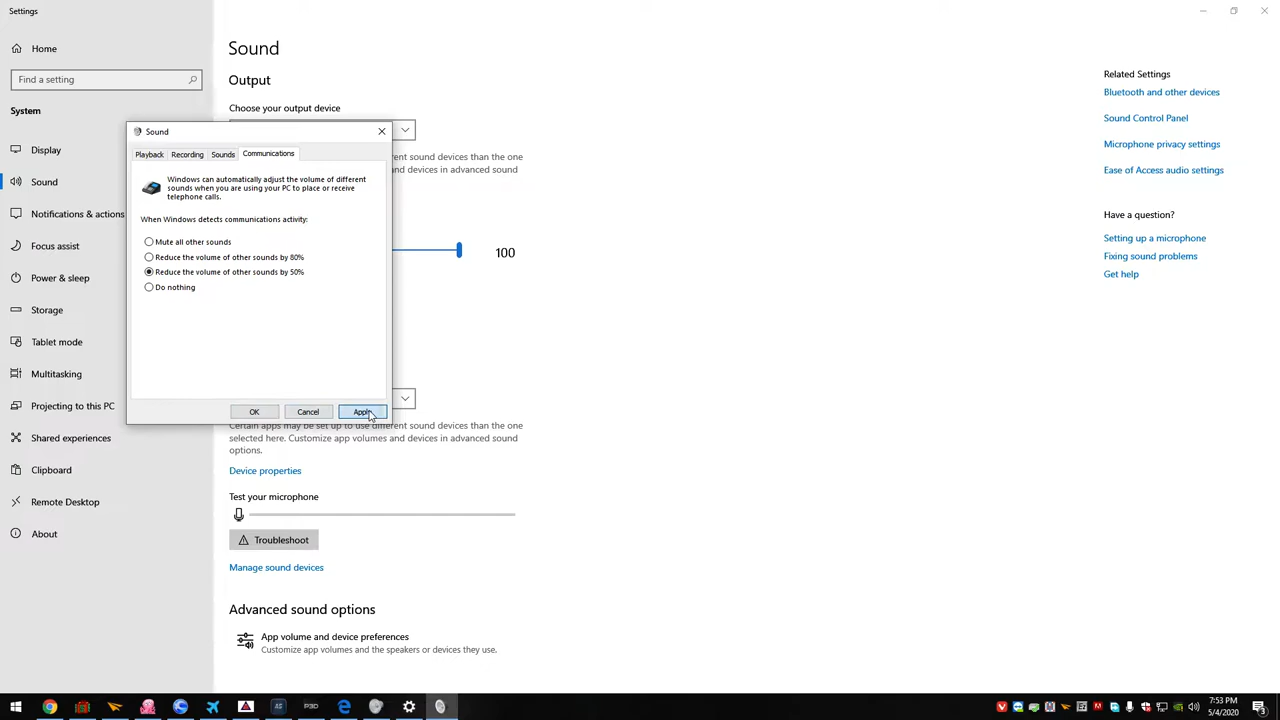 Settings
Home
Find a setting
System
Display
Sound
Notifications & actions
Focus assist
Power & sleep
Storage
Tablet mode
Multitasking
Projecting to this PC
Shared experiences
Clipboard
Remote Desktop
About
Sound
Output
Choose your output device
Sound
Playback Recording Sounds Communications
Windows can automatically adjust the volume of different
sounds when you are using your PC to place or receive
telephone calls.
When Windows detects communications activity:
Mute all other sounds
Reduce the volume of other sounds by 80%
Reduce the volume of other sounds by 50%
Do nothing
OK Cancel Apply
sound devices than the one
and devices in advanced sound
100
Certain apps may be set up to use different sound devices than the one
selected here. Customize app volumes and devices in advanced sound
options.
Device properties
Test your microphone
Troubleshoot
Manage sound devices
Advanced sound options
App volume and device preferences
Customize app volumes and the speakers or devices they use.
Related Settings
Bluetooth and other devices
Sound Control Panel
Microphone privacy settings
Ease of Access audio settings
Have a question?
Setting up a microphone
Fixing sound problems
Get help
P3D
7:53 PM
5/4/2020